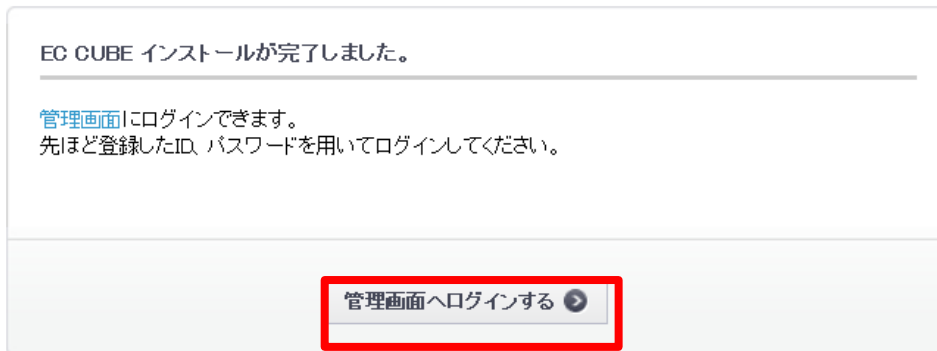 EC CUBE インストールが完了しました。
管理画面にログインできます。
先ほど登録したID、パスワードを用いてログインしてください。
管理画面へログインする